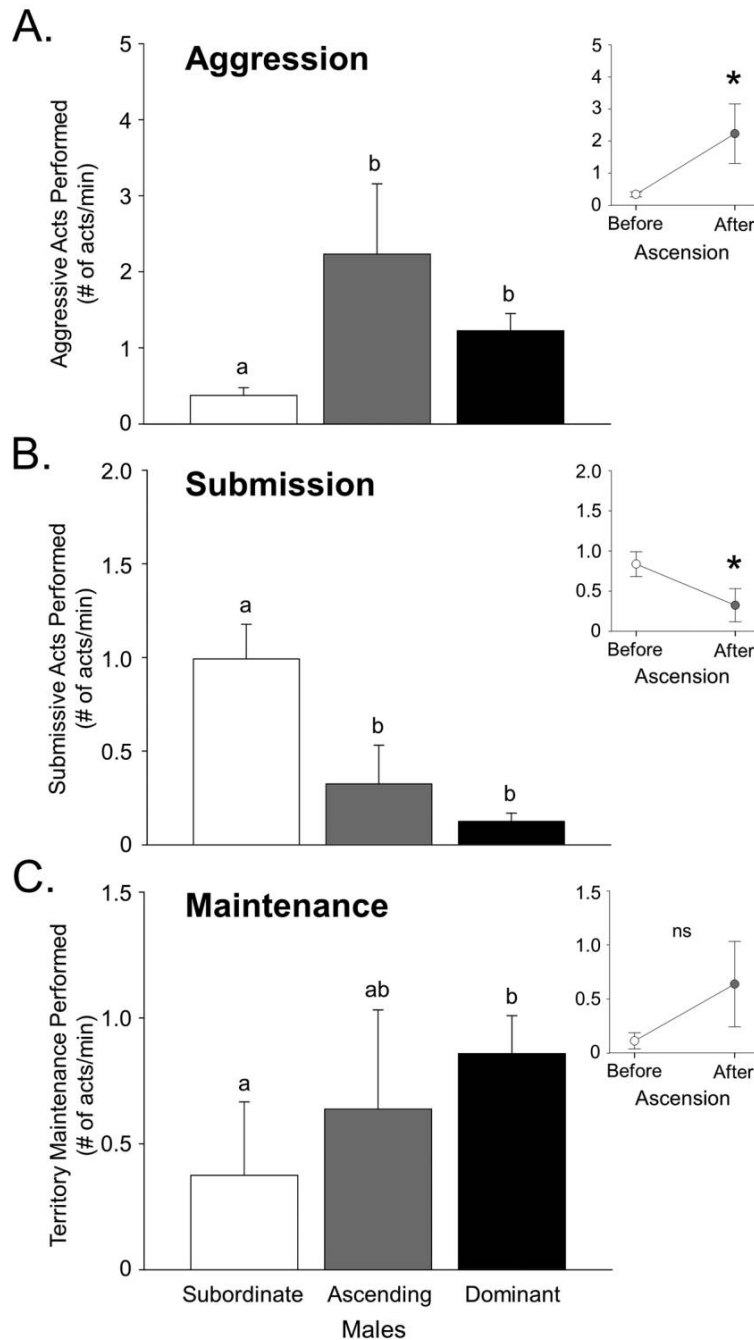 A.
Aggression
Aggressive Acts Performed
(# of acts/min)
5
4
3
2
1
0
a
b
b
5
4
3
2
1
0
*
Before
After
Ascension
B.
Submission
Submissive Acts Performed
(# of acts/min)
2.0
1.5
1.0
0.5
0
a
b
b
2.0
1.5
1.0
0.5
0
*
Before
After
Ascension
C.
Maintenance
Territory Maintenance Performed
(# of acts/min)
1.5
1.0
0.5
0
a
ab
b
1.5
1.0
0.5
0
ns
Before
After
Ascension
Subordinate Ascending Dominant
Males